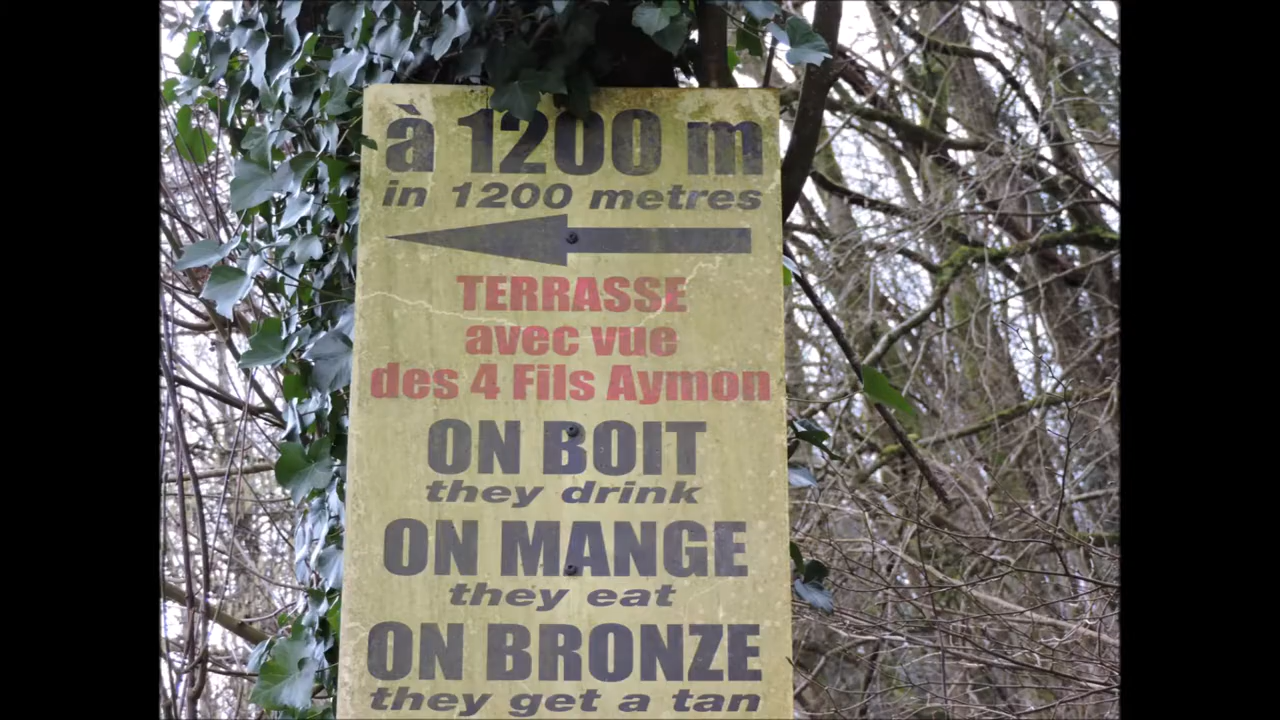 à 1200 m
in 1200 metres
TERRASSE
avec vue
des 4 Fils Aymon
ON BOIT
they drink
ON MANGE
they eat
ON BRONZE
they get a tan